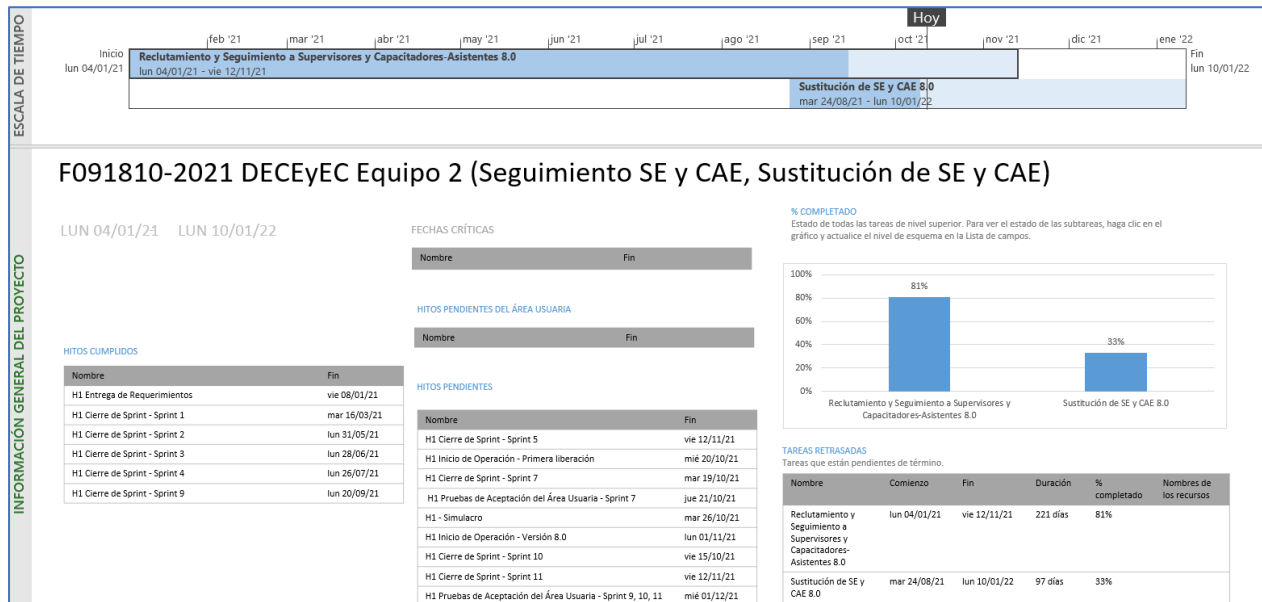 ESCALA DE TIEMPO
Hoy
feb '21 mar '21 abr '21 may '21 jun '21 jul '21 ago '21 sep '21 oct '21 nov '21 dic '21 ene '22
Inicio
lun 04/01/21
Reclutamiento y Seguimiento a Supervisores y Capacitadores-Asistentes 8.0
lun 04/01/21 - vie 12/11/21
Fin
lun 10/01/22
Sustitución de SE y CAE 8.0
mar 24/08/21 - lun 10/01/22
INFORMACIÓN GENERAL DEL PROYECTO
F091810-2021 DECEyEC Equipo 2 (Seguimiento SE y CAE, Sustitución de SE y CAE)
LUN 04/01/21 - LUN 10/01/22
HITOS CUMPLIDOS
Nombre Fin
H1 Entrega de Requerimientos vie 08/01/21
H1 Cierre de Sprint - Sprint 1 mar 16/03/21
H1 Cierre de Sprint - Sprint 2 lun 31/05/21
H1 Cierre de Sprint - Sprint 3 lun 28/06/21
H1 Cierre de Sprint - Sprint 4 lun 26/07/21
H1 Cierre de Sprint - Sprint 9 lun 20/09/21
FECHAS CRÍTICAS
Nombre Fin
HITOS PENDIENTES DEL ÁREA USUARIA
Nombre Fin
HITOS PENDIENTES
Nombre Fin
H1 Cierre de Sprint - Sprint 5 vie 12/11/21
H1 Inicio de Operación - Primera liberación mié 20/10/21
H1 Cierre de Sprint - Sprint 7 mar 19/10/21
H1 Pruebas de Aceptación del Área Usuaria - Sprint 7 jue 21/10/21
H1 - Simulacro mar 26/10/21
H1 Inicio de Operación - Versión 8.0 lun 01/11/21
H1 Cierre de Sprint - Sprint 10 vie 15/10/21
H1 Cierre de Sprint - Sprint 11 vie 12/11/21
H1 Pruebas de Aceptación del Área Usuaria - Sprint 9, 10, 11 mié 01/12/21
% COMPLETADO
Estado de todas las tareas de nivel superior. Para ver el estado de las subtareas, haga clic en el
gráfico y actualice el nivel de esquema en la Lista de campos.
100%
80%
60%
40%
20%
0%
81%
33%
Reclutamiento y Seguimiento a Supervisores y
Capacitadores-Asistentes 8.0
Sustitución de SE y CAE 8.0
TAREAS RETRASADAS
Tareas que están pendientes de término.
Nombre Comienzo Fin Duración %
completado Nombres de
los recursos
Reclutamiento y lun 04/01/21 vie 12/11/21 221 días 81%
Seguimiento a
Supervisores y
Capacitadores-
Asistentes 8.0
Sustitución de SE y mar 24/08/21 lun 10/01/22 97 días 33%
CAE 8.0